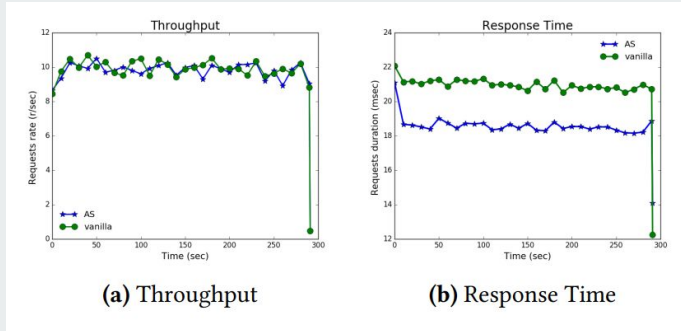 Throughput
Requests rate (r/sec)
12
10
8
6
4
2
0
AS
vanilla
0 50 100 150 200 250 300
Time (sec)
(a) Throughput
Response Time
Requests duration (msec)
24
22
20
18
16
14
12
AS
vanilla
0 50 100 150 200 250 300
Time (sec)
(b) Response Time